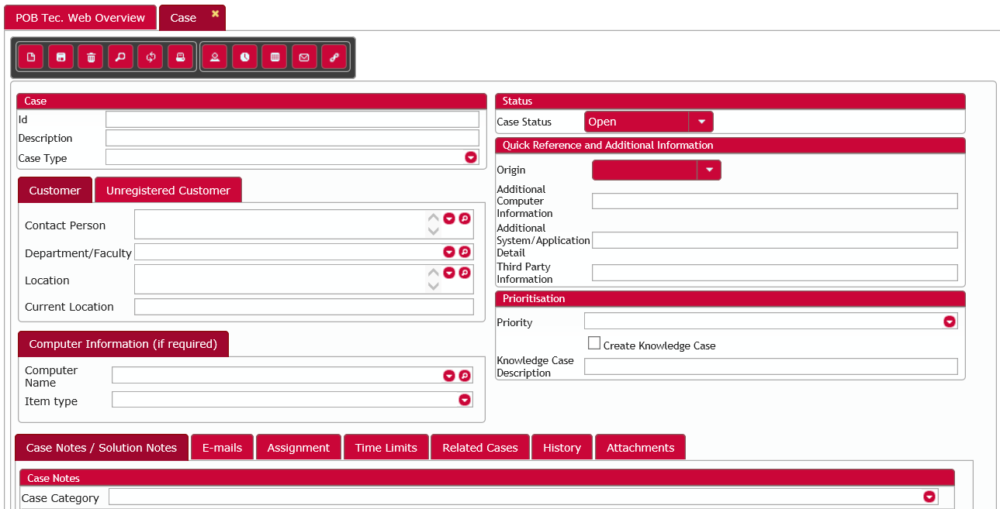 POB Tec. Web Overview
Case
Case
Id
Description
Case Type
Customer
Unregistered Customer
Contact Person
Department/Faculty
Location
Current Location
Computer Information (if required)
Computer
Name
Item type
Status
Case Status
Open
Quick Reference and Additional Information
Origin
Additional
Computer
Information
Additional
System/Application
Detail
Third Party
Information
Prioritisation
Priority
Create Knowledge Case
Knowledge Case
Description
Case Notes / Solution Notes
E-mails
Assignment
Time Limits
Related Cases
History
Attachments
Case Notes
Case Category